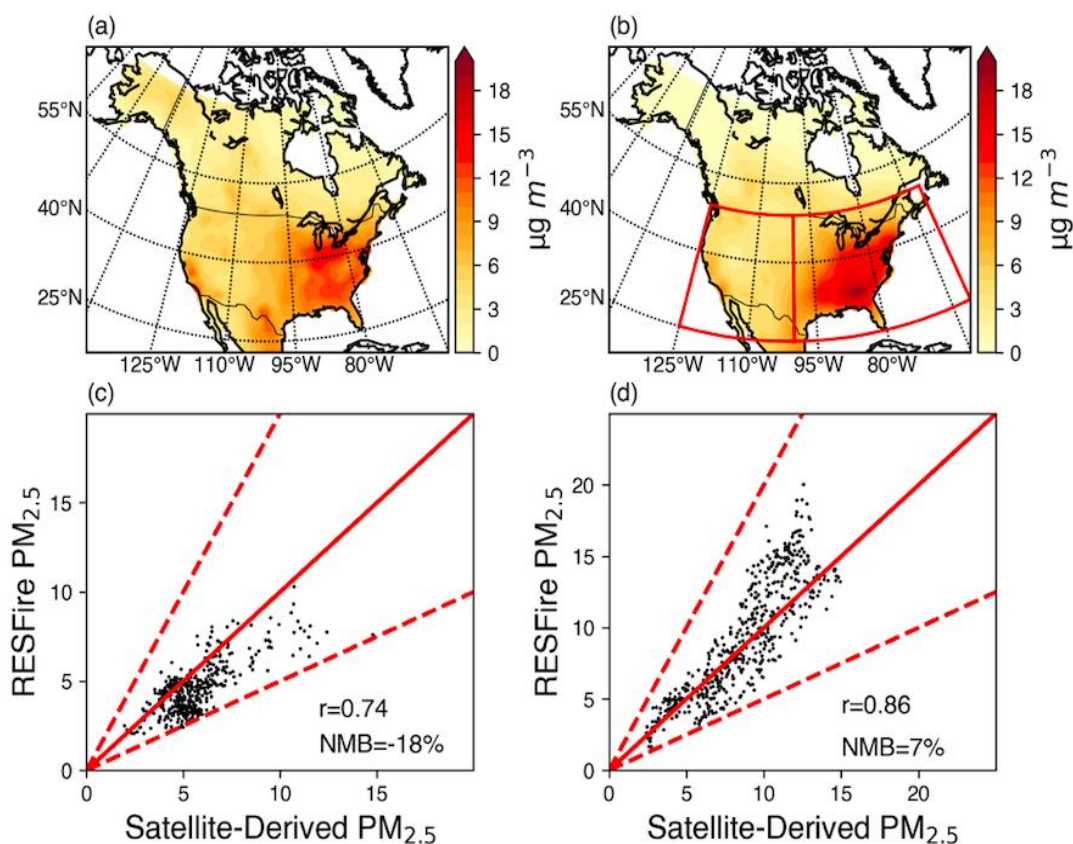 (a)
(b)
55°N
40°N
25°N
125°W 110°W 95°W 80°W
18
15
12
9
6
3
0
μg m⁻³
55°N
40°N
25°N
125°W 110°W 95°W 80°W
18
15
12
9
6
3
0
μg m⁻³
(c)
(d)
RESFire PM₂.₅
15
10
5
0
r=0.74
NMB=-18%
0 5 10 15
Satellite-Derived PM₂.₅
RESFire PM₂.₅
20
15
10
5
0
r=0.86
NMB=7%
0 5 10 15 20
Satellite-Derived PM₂.₅